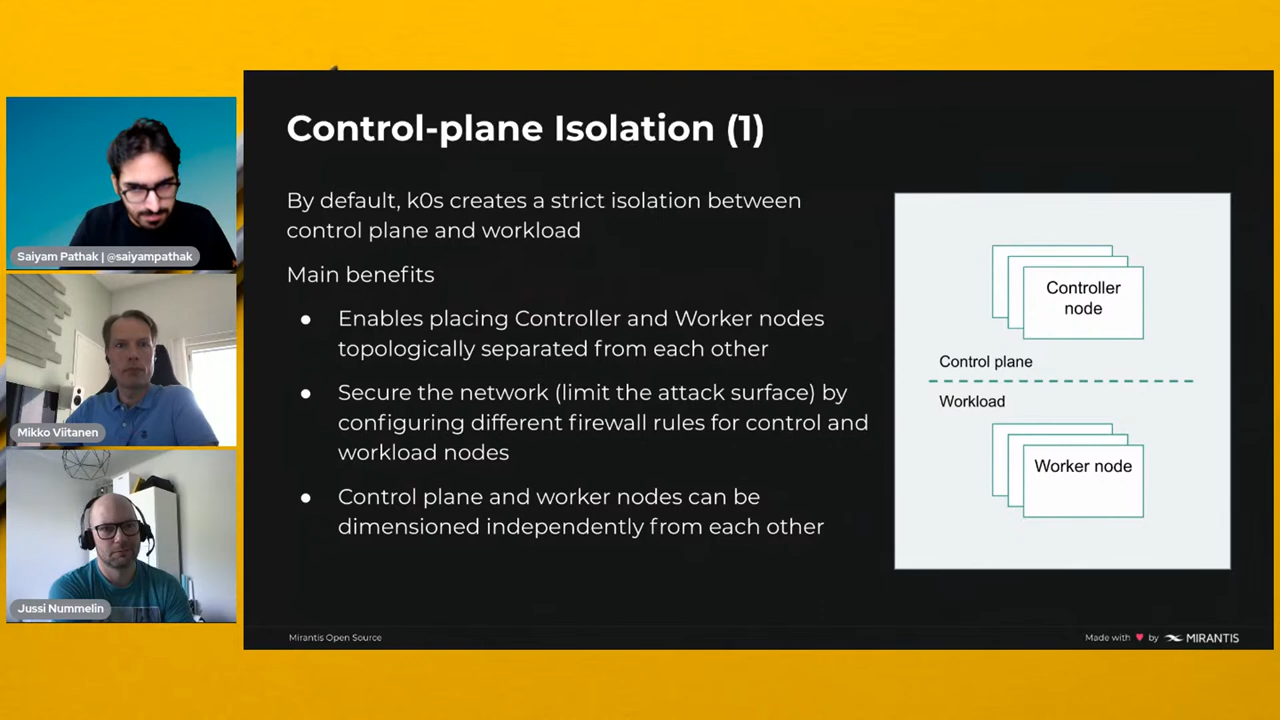 Control-plane Isolation (1)
By default, k0s creates a strict isolation between
control plane and workload
Main benefits
● Enables placing Controller and Worker nodes
topologically separated from each other
● Secure the network (limit the attack surface) by
configuring different firewall rules for control and
workload nodes
● Control plane and worker nodes can be
dimensioned independently from each other
Controller
node
Control plane
Workload
Worker node
Saiyam Pathak | @saiyampathak
Mikko Viitanen
Jussi Nummelin
Mirantis Open Source
Made with ♥ by MIRANTIS